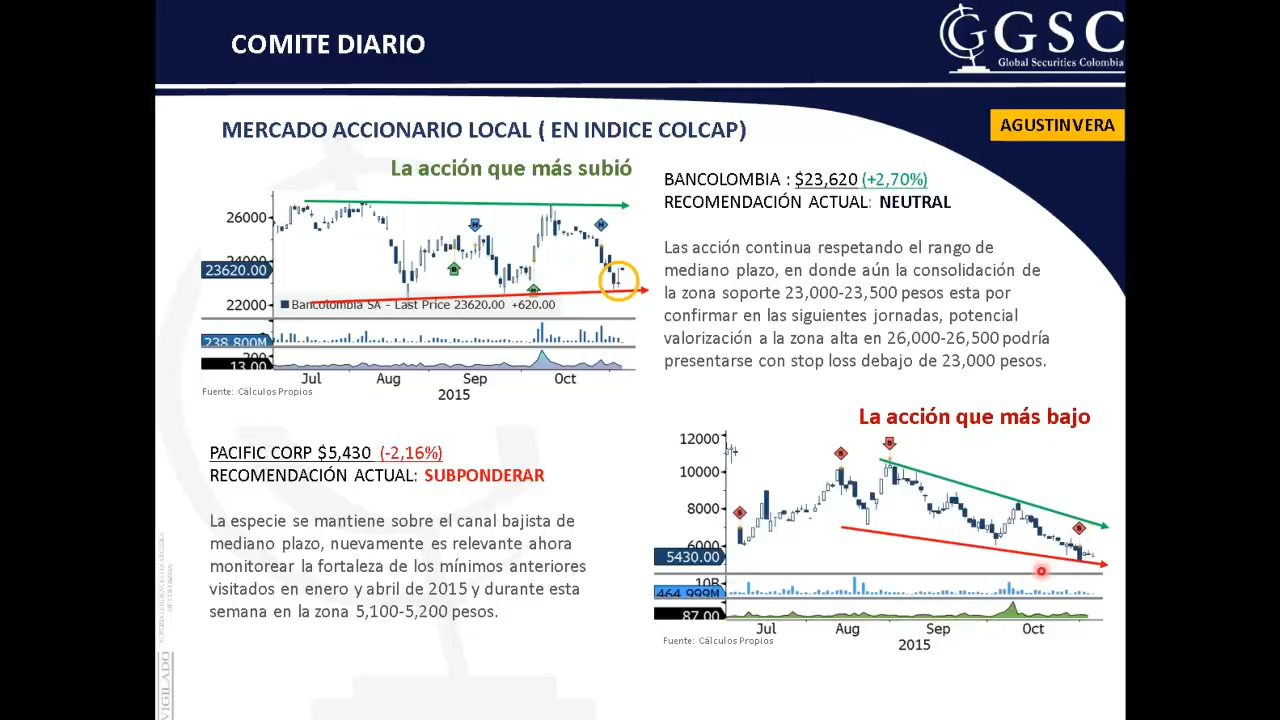 COMITE DIARIO
GGSC
Global Securities Colombia
AGUSTIN VERA
MERCADO ACCIONARIO LOCAL ( EN INDICE COLCAP)
La acción que más subió
26000
24000
23620.00
22000
Bancolombia SA - Last Price 23620.00 +620.00
238.800M
200
13.00
Jul Aug Sep Oct
2015
Fuente: Cálculos Propios
BANCOLOMBIA : $23,620 (+2,70%)
RECOMENDACIÓN ACTUAL: NEUTRAL
Las acción continua respetando el rango de
mediano plazo, en donde aún la consolidación de
la zona soporte 23,000-23,500 pesos esta por
confirmar en las siguientes jornadas, potencial
valorización a la zona alta en 26,000-26,500 podría
presentarse con stop loss debajo de 23,000 pesos.
PACIFIC CORP $5,430 (-2,16%)
RECOMENDACIÓN ACTUAL: SUBPONDERAR
La especie se mantiene sobre el canal bajista de
mediano plazo, nuevamente es relevante ahora
monitorear la fortaleza de los mínimos anteriores
visitados en enero y abril de 2015 y durante esta
semana en la zona 5,100-5,200 pesos.
La acción que más bajo
12000
10000
8000
6000
5430.00
10B
464.999M
87.00
Jul Aug Sep Oct
2015
Fuente: Cálculos Propios
VIGILADO